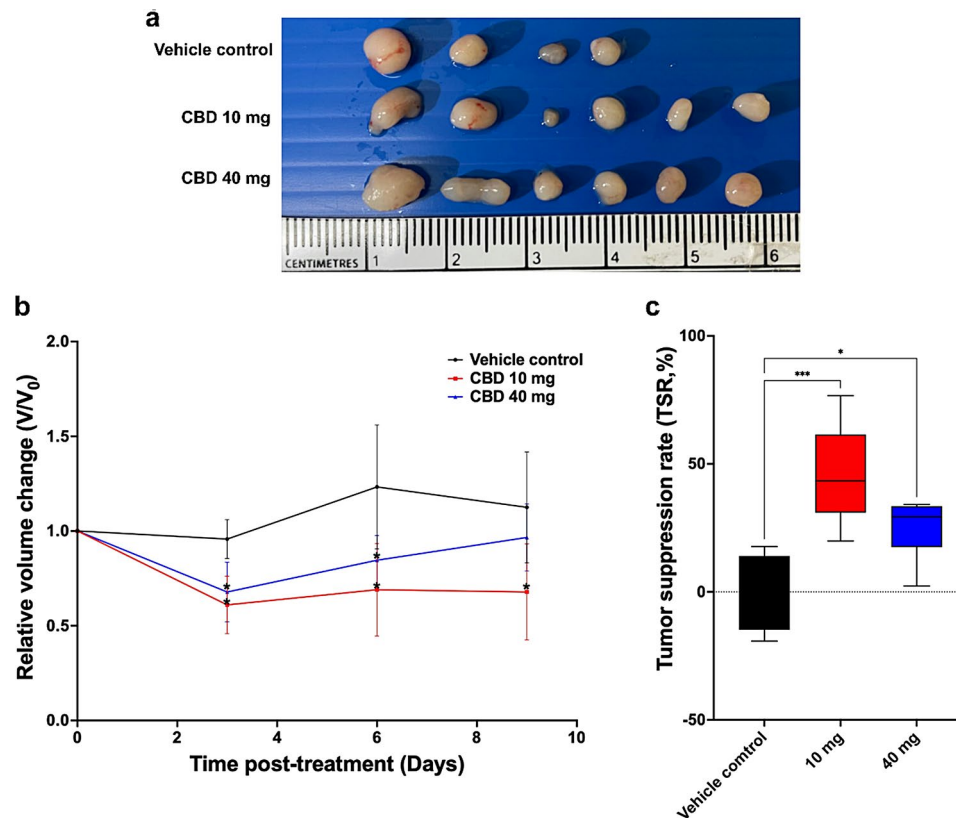 a
Vehicle control
CBD 10 mg
CBD 40 mg
CENTIMETRES 1 2 3 4 5 6
b
Relative volume change (V/V₀)
2.0
1.5
1.0
0.5
0.0
0 2 4 6 8 10
Time post-treatment (Days)
Vehicle control
CBD 10 mg
CBD 40 mg
* * * * *
c
Tumor suppression rate (TSR,%)
100
50
0
-50
*
***
Vehicle comtrol
10 mg
40 mg